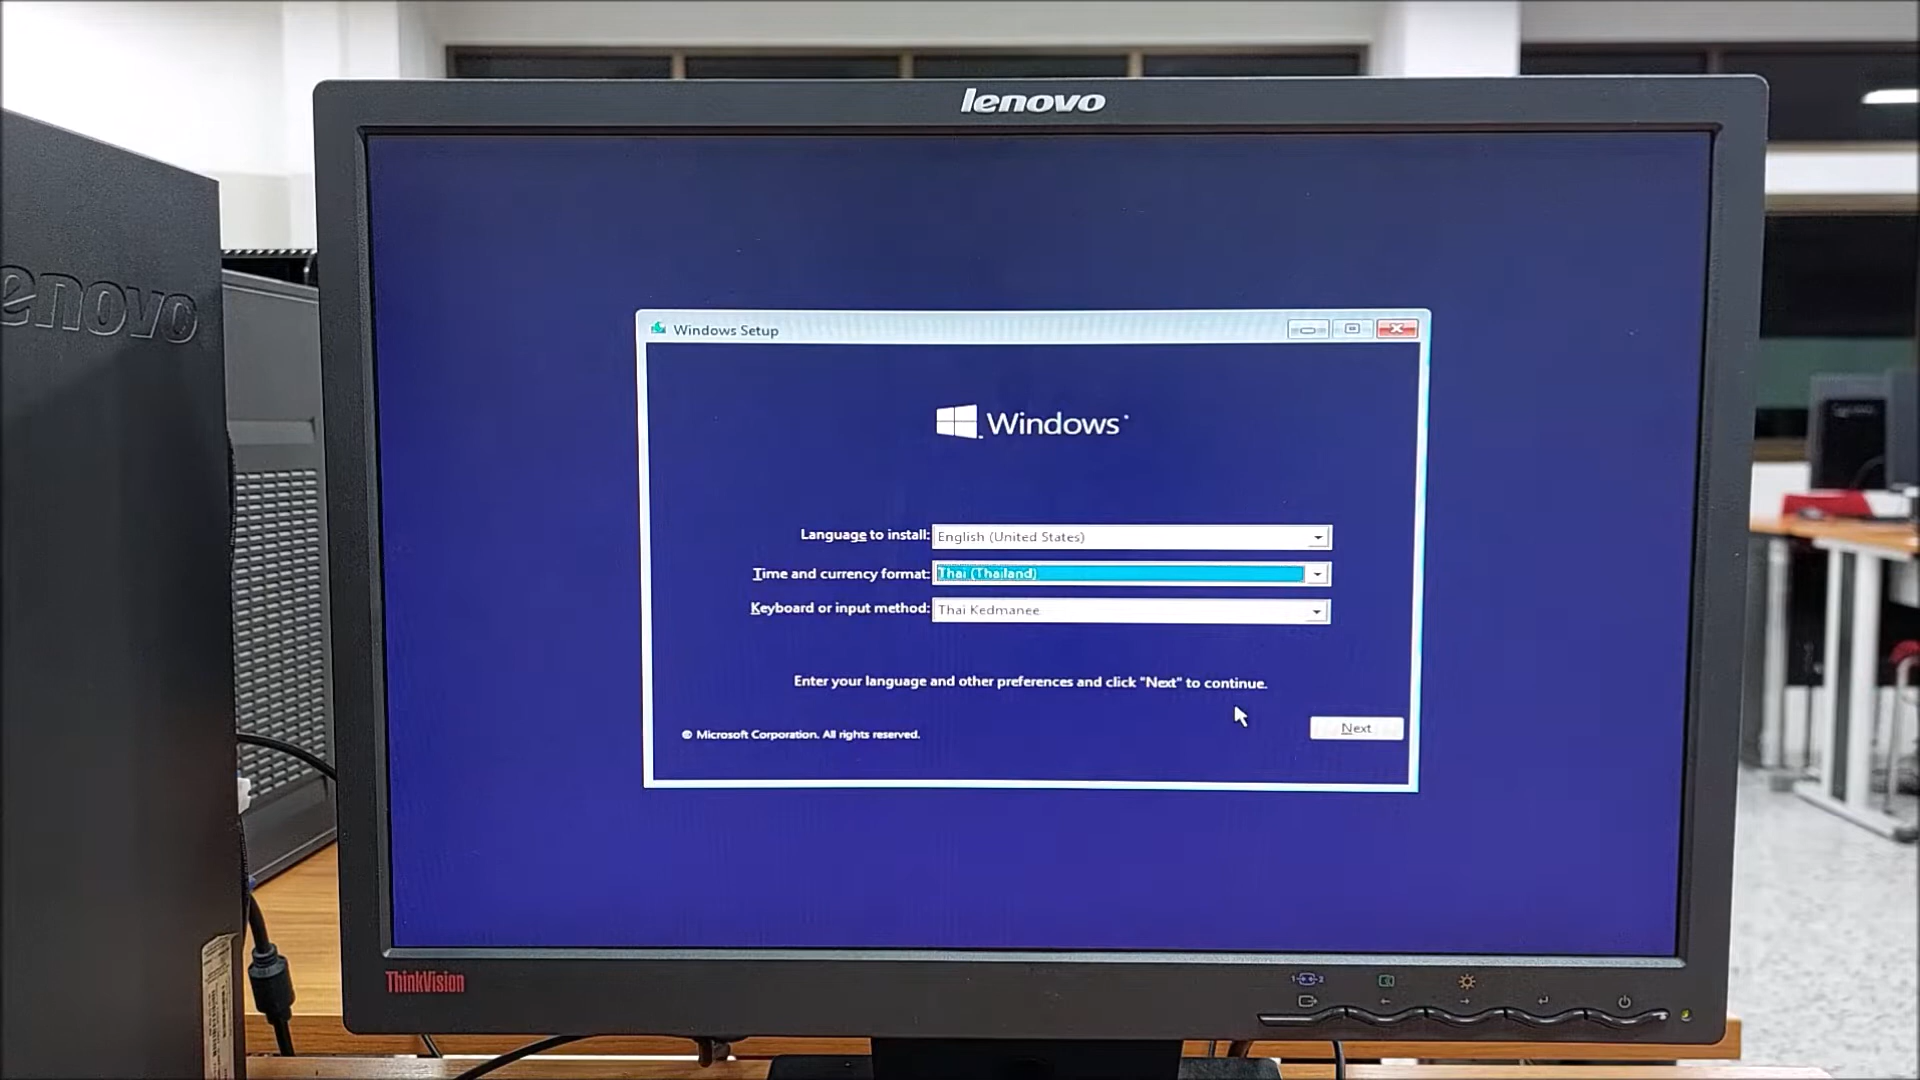 lenovo
lenovo
Windows Setup
Windows
Language to install: English (United States)
Time and currency format: Thai (Thailand)
Keyboard or input method: Thai Kedmanee
Enter your language and other preferences and click "Next" to continue.
Next
© Microsoft Corporation. All rights reserved.
ThinkVision